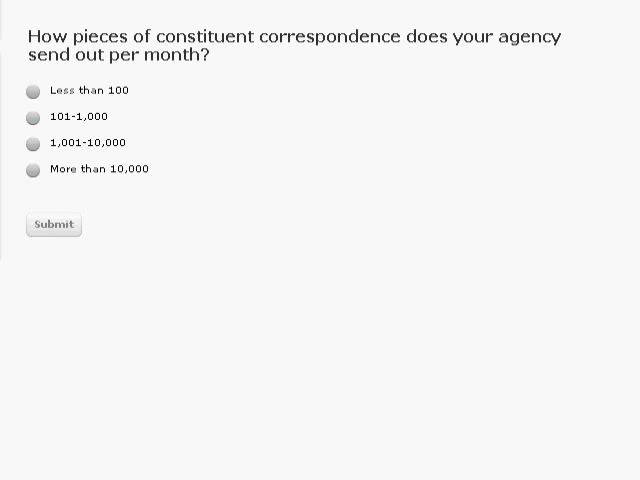 How pieces of constituent correspondence does your agency
send out per month?
Less than 100
101-1,000
1,001-10,000
More than 10,000
Submit